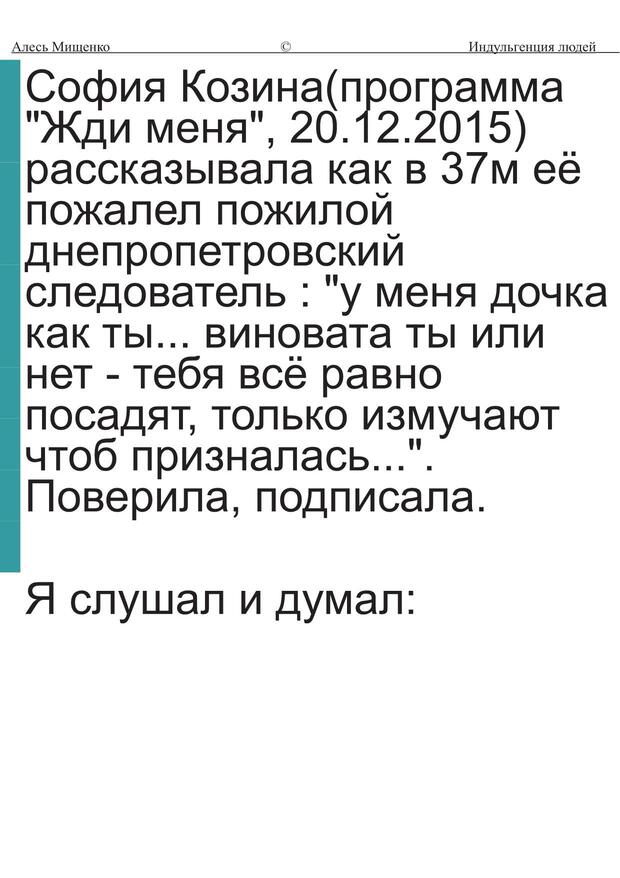 Алесь Мищенко © Индульгенция людей
София Козина(программа
"Жди меня", 20.12.2015)
рассказывала как в 37м её
пожалел пожилой
днепропетровский
следователь : "у меня дочка
как ты... виновата ты или
нет - тебя всё равно
посадят, только измучают
чтоб призналась...".
Поверила, подписала.
Я слушал и думал: